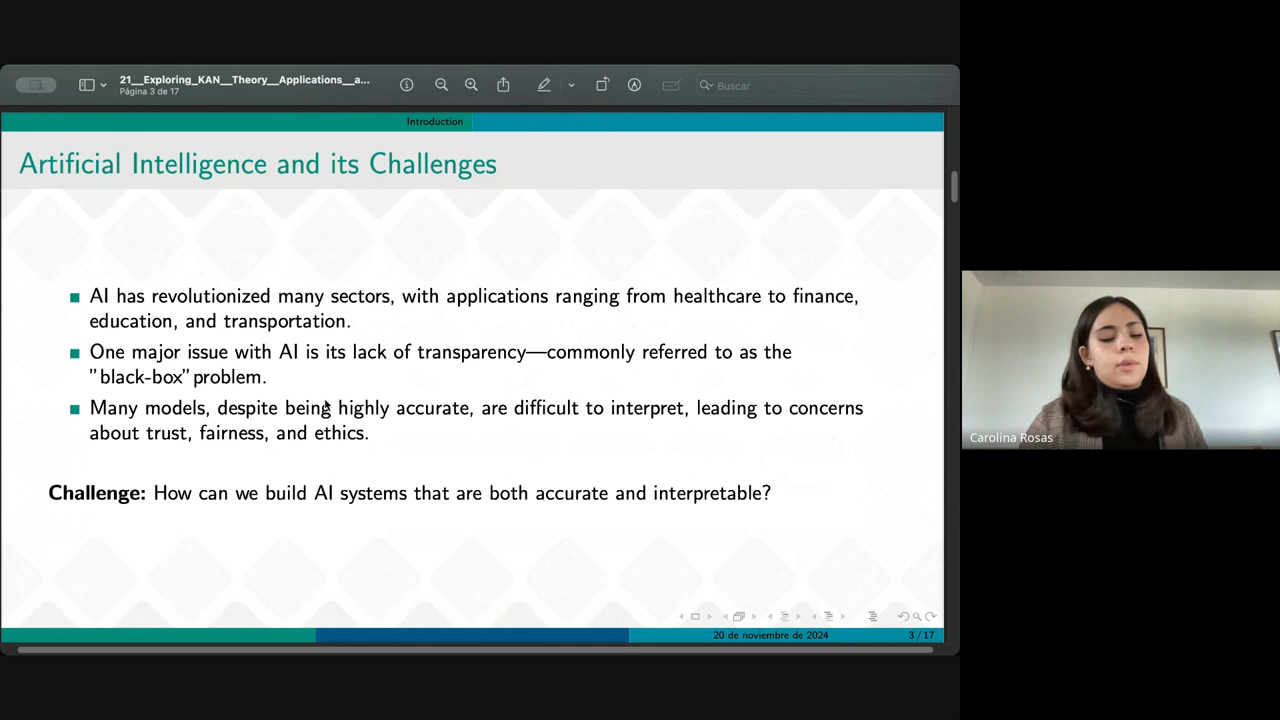 21__Exploring_KAN__Theory__Applications__a...
Página 3 de 17
Buscar
Introduction
Artificial Intelligence and its Challenges
AI has revolutionized many sectors, with applications ranging from healthcare to finance,
education, and transportation.
One major issue with AI is its lack of transparency—commonly referred to as the
"black-box" problem.
Many models, despite being highly accurate, are difficult to interpret, leading to concerns
about trust, fairness, and ethics.
Challenge: How can we build AI systems that are both accurate and interpretable?
20 de noviembre de 2024
3 / 17
Carolina Rosas